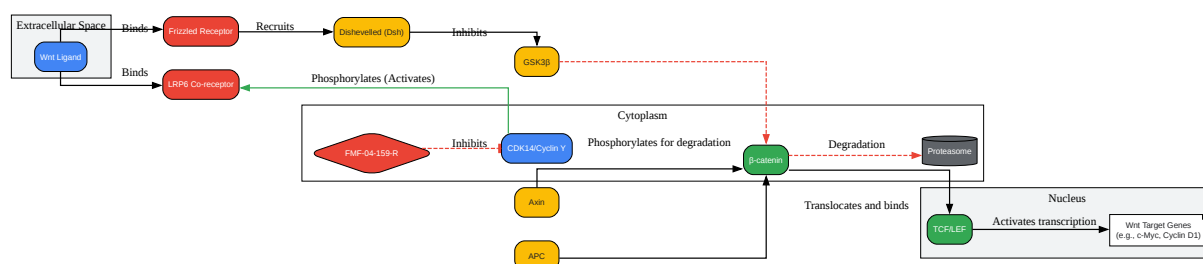 Extracellular Space
Wnt Ligand
Binds
Binds
Frizzled Receptor
LRP6 Co-receptor
Recruits
Dishevelled (Dsh)
Inhibits
GSK3β
Phosphorylates (Activates)
Cytoplasm
FMF-04-159-R
Inhibits
CDK14/Cyclin Y
Phosphorylates for degradation
β-catenin
Degradation
Proteasome
Axin
APC
Translocates and binds
Nucleus
TCF/LEF
Activates transcription
Wnt Target Genes
(e.g., c-Myc, Cyclin D1)